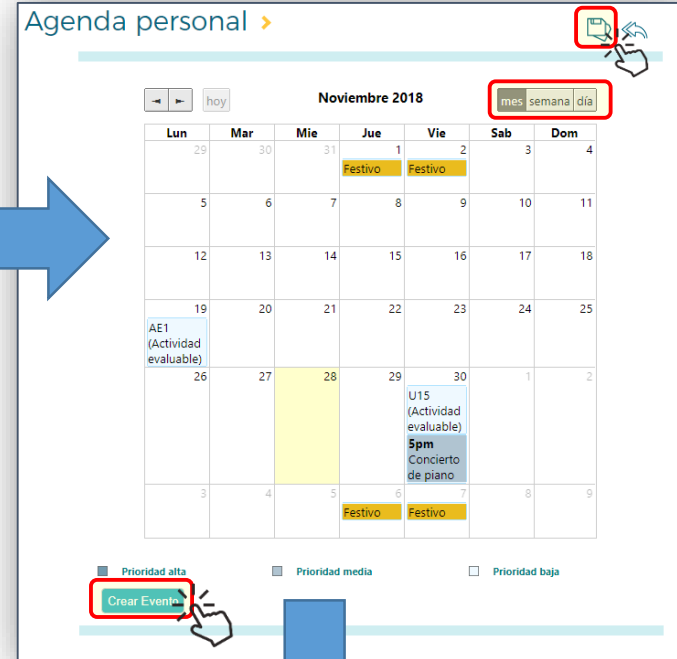 Agenda personal >
hoy Noviembre 2018 mes semana día
Lun Mar Mie Jue Vie Sab Dom
29 30 31 1 2 3 4
Festivo Festivo
5 6 7 8 9 10 11
12 13 14 15 16 17 18
19 20 21 22 23 24 25
AE1
(Actividad
evaluable)
26 27 28 29 30 1 2
U15
(Actividad
evaluable)
5pm
Concierto
de piano
3 4 5 6 7 8 9
Festivo Festivo
Prioridad alta Prioridad media Prioridad baja
Crear Evento